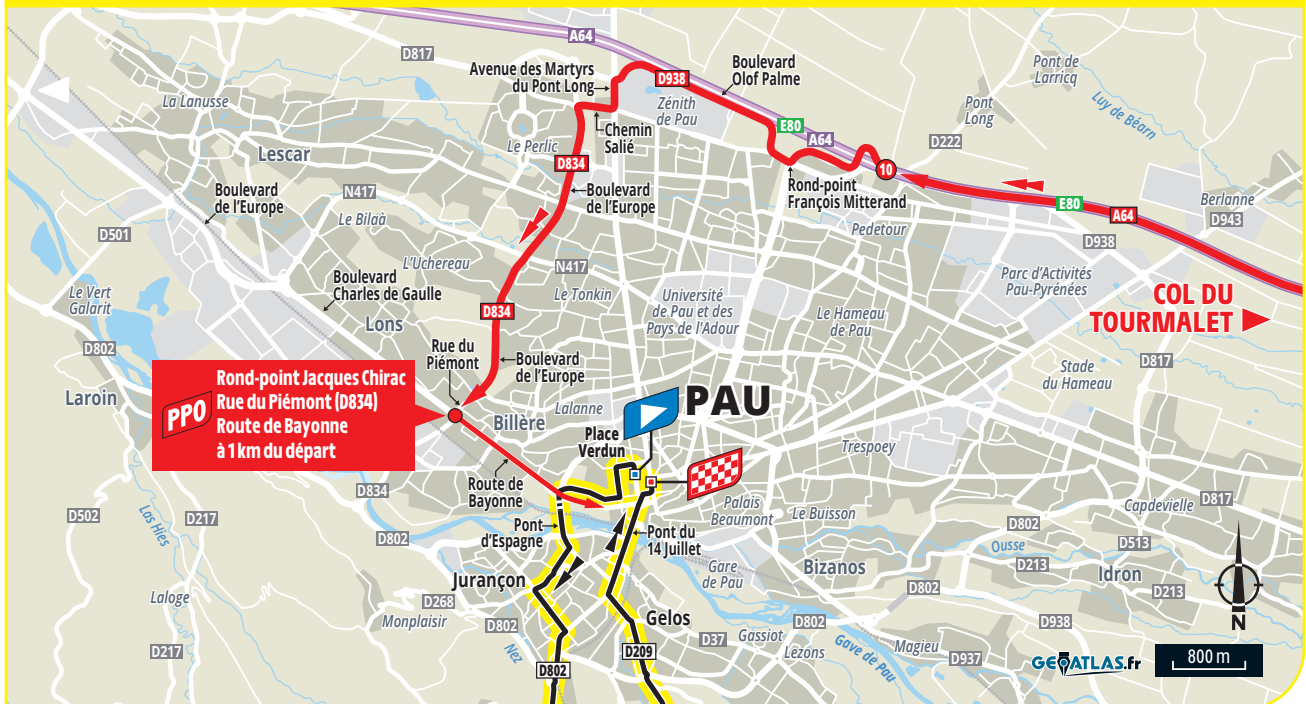 A64
D817
Avenue des Martyrs
du Pont Long
D938
Boulevard
Olof Palme
Pont de
Larricq
La Lanusse
Zénith
de Pau
Pont
Long
Luy de Béarn
Chemin
Salié
E80
A64
D222
Lescar
Le Perlic
D834
10
Boulevard
de l'Europe
N417
Boulevard
de l'Europe
Rond-point
François Mitterand
E80
A64
Berlanne
D943
Le Bilaà
D501
Pedetour
D938
L'Uchereau
N417
Boulevard
Charles de Gaulle
Le Tonkin
Université
de Pau et des
Pays de l'Adour
Parc d'Activités
Pau-Pyrénées
Le Vert
Galarit
Lons
D834
Le Hameau
de Pau
COL DU
TOURMALET
D802
Rue du
Piémont
Boulevard
de l'Europe
D817
Stade
du Hameau
Laroin
PPO
Rond-point Jacques Chirac
Rue du Piémont (D834)
Route de Bayonne
à 1 km du départ
Billère
Lalanne
PAU
Place
Verdun
Trespoey
D834
Route de
Bayonne
Palais
Beaumont
Le Buisson
Capdevielle
D817
D502
Las Hies
D217
D802
Pont
d'Espagne
Pont du
14 Juillet
D802
Ousse
D513
D213
Gare
de Pau
Bizanos
Idron
Jurançon
D802
D213
Laloge
D268
Monplaisir
D802
Gelos
D802
D938
N
D217
Nez
D37
Gassiot
Lezons
Gave de Pau
Magieu
D937
D802
D209
GEOATLAS.fr
800 m